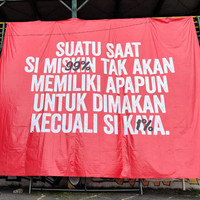 SUATU SAAT
SI MISKIN 99% TAK AKAN
MEMILIKI APAPUN
UNTUK DIMAKAN
KECUALI SI KAYA 1%.